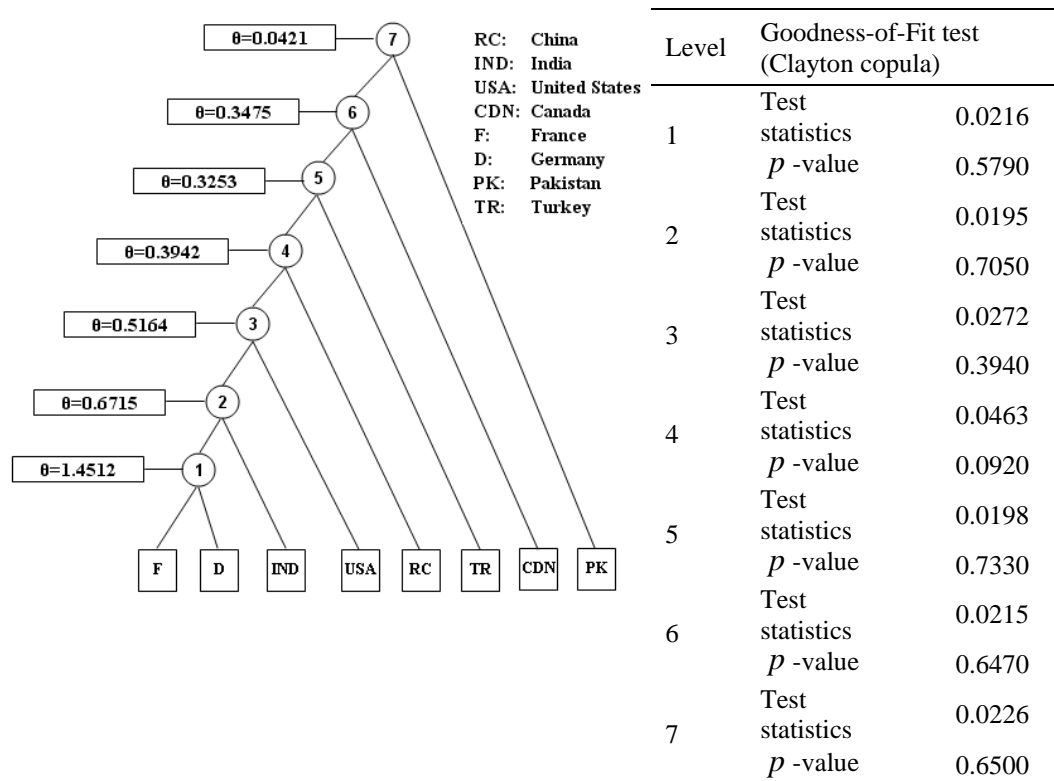 θ=0.0421
7
θ=0.3475
6
θ=0.3253
5
θ=0.3942
4
θ=0.5164
3
θ=0.6715
2
θ=1.4512
1
F D IND USA RC TR CDN PK
RC: China
IND: India
USA: United States
CDN: Canada
F: France
D: Germany
PK: Pakistan
TR: Turkey
Level Goodness-of-Fit test
(Clayton copula)
1 Test
statistics 0.0216
p -value 0.5790
2 Test
statistics 0.0195
p -value 0.7050
3 Test
statistics 0.0272
p -value 0.3940
4 Test
statistics 0.0463
p -value 0.0920
5 Test
statistics 0.0198
p -value 0.7330
6 Test
statistics 0.0215
p -value 0.6470
7 Test
statistics 0.0226
p -value 0.6500